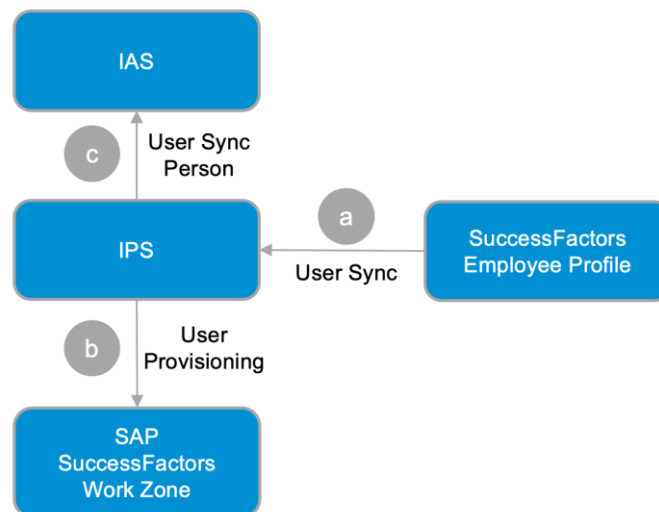 IAS
c
User Sync
Person
a
IPS
User Sync
SuccessFactors
Employee Profile
b
User
Provisioning
SAP
SuccessFactors
Work Zone